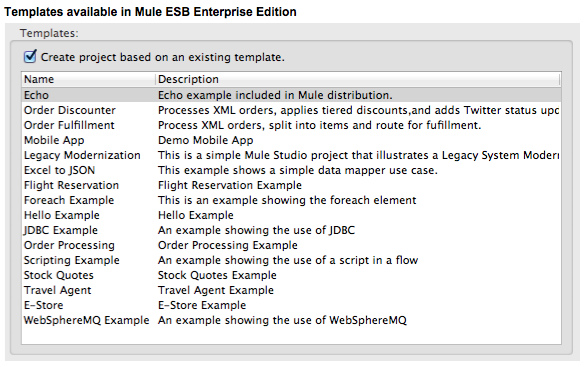 Templates available in Mule ESB Enterprise Edition
Templates:
Create project based on an existing template.
Name Description
Echo Echo example included in Mule distribution.
Order Discounter Processes XML orders, applies tiered discounts,and adds Twitter status upd
Order Fulfillment Process XML orders, split into items and route for fufillment.
Mobile App Demo Mobile App
Legacy Modernization This is a simple Mule Studio project that illustrates a Legacy System Moderi
Excel to JSON This example shows a simple data mapper use case.
Flight Reservation Flight Reservation Example
Foreach Example This is an example showing the foreach element
Hello Example Hello Example
JDBC Example An example showing the use of JDBC
Order Processing Order Processing Example
Scripting Example An example showing the use of a script in a flow
Stock Quotes Stock Quotes Example
Travel Agent Travel Agent Example
E-Store E-Store Example
WebSphereMQ Example An example showing the use of WebSphereMQ